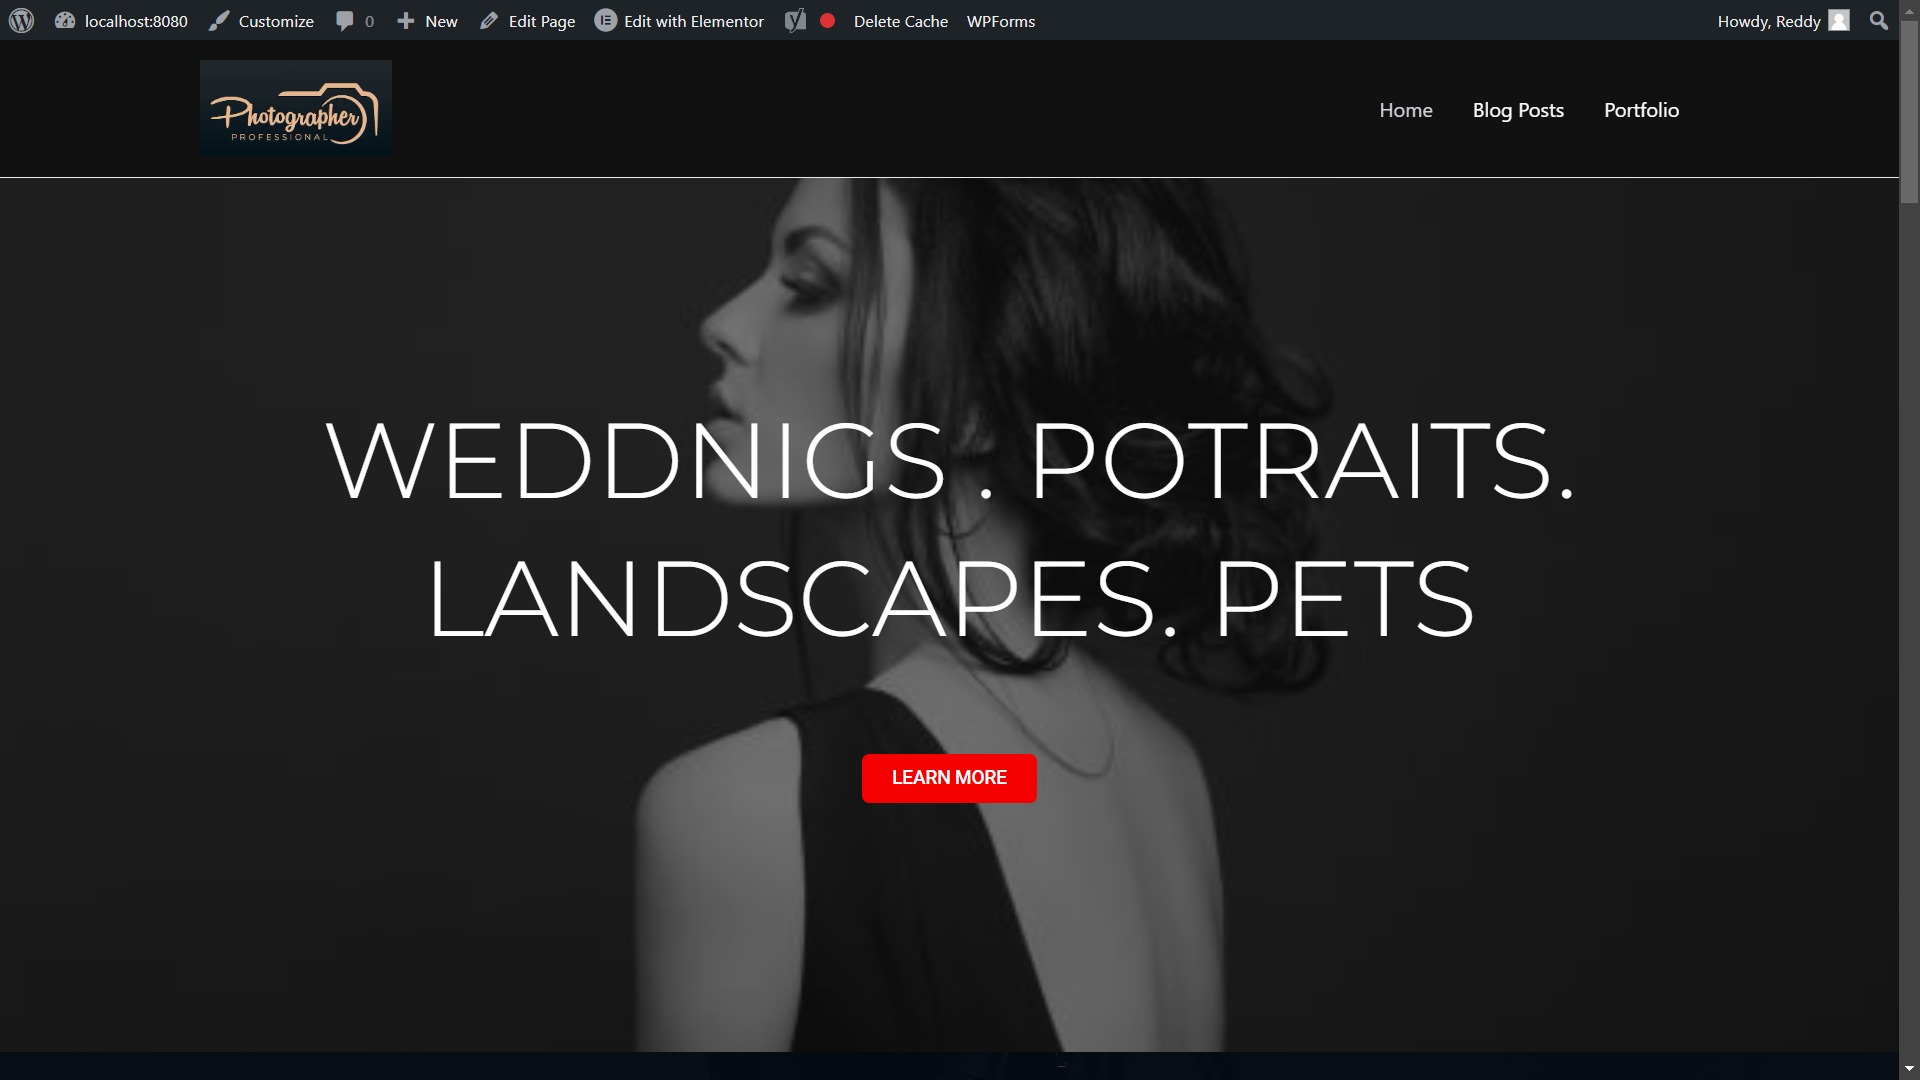 localhost:8080 Customize 0 New Edit Page Edit with Elementor Delete Cache WPForms Howdy, Reddy
Photographer
PROFESSIONAL
Home Blog Posts Portfolio
WEDDNIGS . POTRAITS.
LANDSCAPES. PETS
LEARN MORE